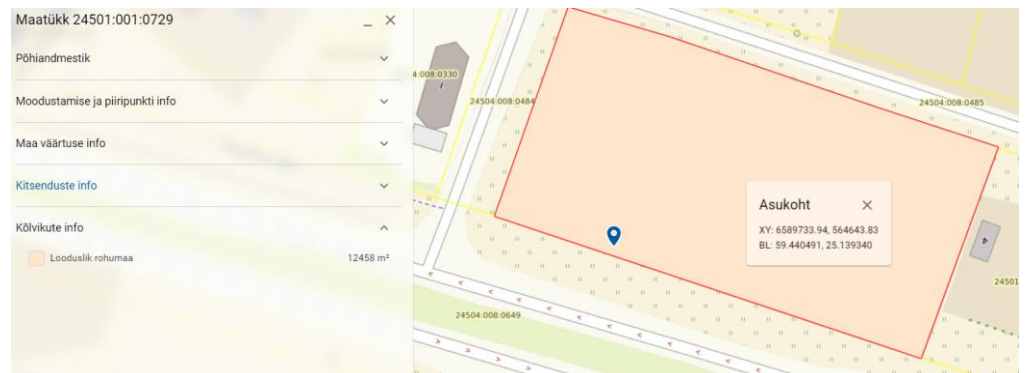 Maatükk 24501:001:0729
Põhiandmestik
Moodustamise ja piiripunkti info
Maa väärtuse info
Kitsenduste info
Kõlvikute info
Looduslik rohumaa 12458 m²
4:008:0330
24504:008:0484
24504:008:0485
Asukoht
XY: 6589733.94, 564643.83
BL: 59.440491, 25.139340
24501
24504:008:0649